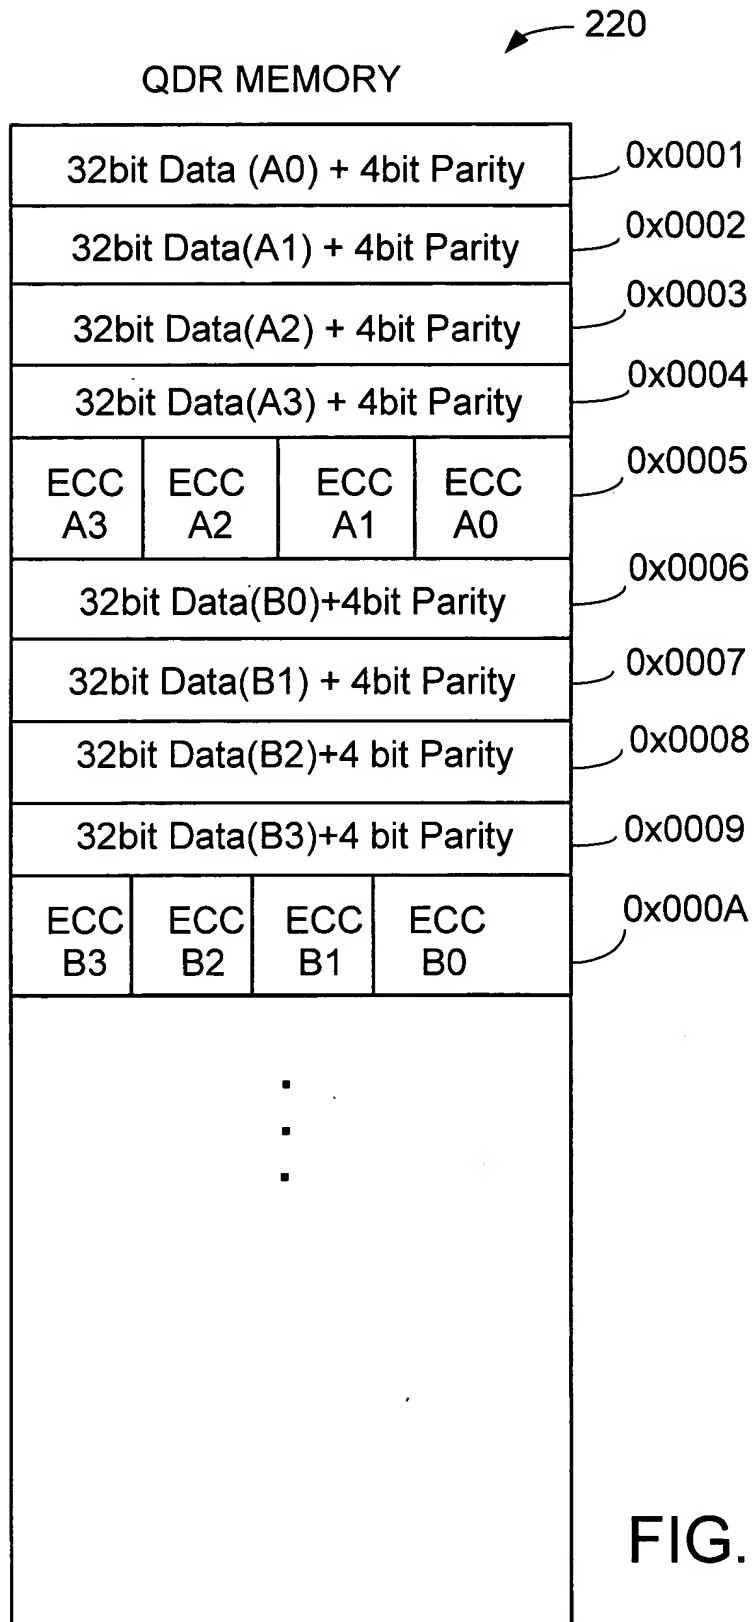 220
QDR MEMORY
32bit Data (A0) + 4bit Parity 0x0001
32bit Data(A1) + 4bit Parity 0x0002
32bit Data(A2) + 4bit Parity 0x0003
32bit Data(A3) + 4bit Parity 0x0004
ECC A3 ECC A2 ECC A1 ECC A0 0x0005
32bit Data(B0)+4bit Parity 0x0006
32bit Data(B1) + 4bit Parity 0x0007
32bit Data(B2)+4 bit Parity 0x0008
32bit Data(B3)+4 bit Parity 0x0009
ECC B3 ECC B2 ECC B1 ECC B0 0x000A
FIG.